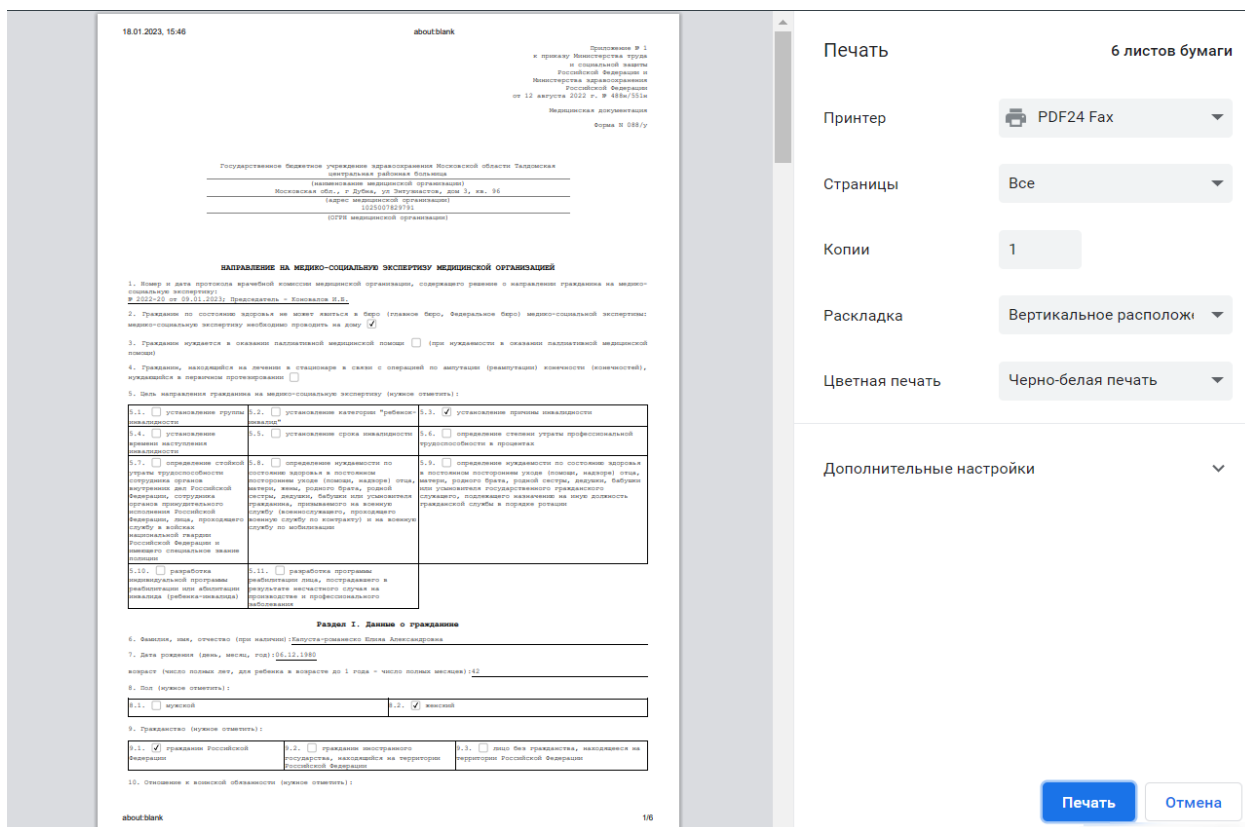 18.01.2023, 15:46
about:blank
Приложение № 1
к приказу Министерства труда
и социальной защиты
Российской Федерации и
Министерства здравоохранения
Российской Федерации
от 12 августа 2022 г. № 488н/551н
Медицинская документация
Форма N 088/у
Государственное бюджетное учреждение здравоохранения Московской области Талдомская
центральная районная больница
(наименование медицинской организации)
Московская обл., г Дубна, ул Энтузиастов, дом 3, кв. 96
(адрес медицинской организации)
1025007829791
(ОГРН медицинской организации)
НАПРАВЛЕНИЕ НА МЕДИКО-СОЦИАЛЬНУЮ ЭКСПЕРТИЗУ МЕДИЦИНСКОЙ ОРГАНИЗАЦИЕЙ
1. Номер и дата протокола врачебной комиссии медицинской организации, содержащего решение о направлении гражданина на медико-
социальную экспертизу:
№ 2022-20 от 09.01.2023; Председатель - Коновалов И.В.
2. Гражданин по состоянию здоровья не может явиться в бюро (главное бюро, Федеральное бюро) медико-социальной экспертизы:
медико-социальную экспертизу необходимо проводить на дому
3. Гражданин нуждается в оказании паллиативной медицинской помощи (при нуждаемости в оказании паллиативной медицинской
помощи)
4. Гражданин, находящийся на лечении в стационаре в связи с операцией по ампутации (реампутации) конечности (конечностей),
нуждающийся в первичном протезировании
5. Цель направления гражданина на медико-социальную экспертизу (нужное отметить):
5.1. установление группы
инвалидности
5.2. установление категории "ребенок-
инвалид"
5.3. установление причины инвалидности
5.4. установление
времени наступления
инвалидности
5.5. установление срока инвалидности
5.6. определение степени утраты профессиональной
трудоспособности в процентах
5.7. определение стойкой
утраты трудоспособности
сотрудника органов
внутренних дел Российской
Федерации, сотрудника
органов принудительного
исполнения Российской
Федерации, лица, проходящего
службу в войсках
национальной гвардии
Российской Федерации и
имеющего специальное звание
полиции
5.8. определение нуждаемости по
состоянию здоровья в постоянном
постороннем уходе (помощи, надзоре) отца,
матери, жены, родного брата, родной
сестры, дедушки, бабушки или усыновителя
гражданина, призываемого на военную
службу (военнослужащего, проходящего
военную службу по контракту) и на военную
службу по мобилизации
5.9. определение нуждаемости по состоянию здоровья
в постоянном постороннем уходе (помощи, надзоре) отца,
матери, родного брата, родной сестры, дедушки, бабушки
или усыновителя государственного гражданского
служащего, подлежащего назначению на иную должность
гражданской службы в порядке ротации
5.10. разработка
индивидуальной программы
реабилитации или абилитации
инвалида (ребенка-инвалида)
5.11. разработка программы
реабилитации лица, пострадавшего в
результате несчастного случая на
производстве и профессионального
заболевания
Раздел I. Данные о гражданине
6. Фамилия, имя, отчество (при наличии):Капуста-романеско Елина Александровна
7. Дата рождения (день, месяц, год):06.12.1980
возраст (число полных лет, для ребенка в возрасте до 1 года - число полных месяцев):42
8. Пол (нужное отметить):
8.1. мужской
8.2. женский
9. Гражданство (нужное отметить):
9.1. гражданин Российской
Федерации
9.2. гражданин иностранного
государства, находящийся на территории
Российской Федерации
9.3. лицо без гражданства, находящееся на
территории Российской Федерации
10. Отношение к воинской обязанности (нужное отметить):
about:blank
1/6
Печать
6 листов бумаги
Принтер
PDF24 Fax
Страницы
Все
Копии
1
Раскладка
Вертикальное располож
Цветная печать
Черно-белая печать
Дополнительные настройки
Печать
Отмена